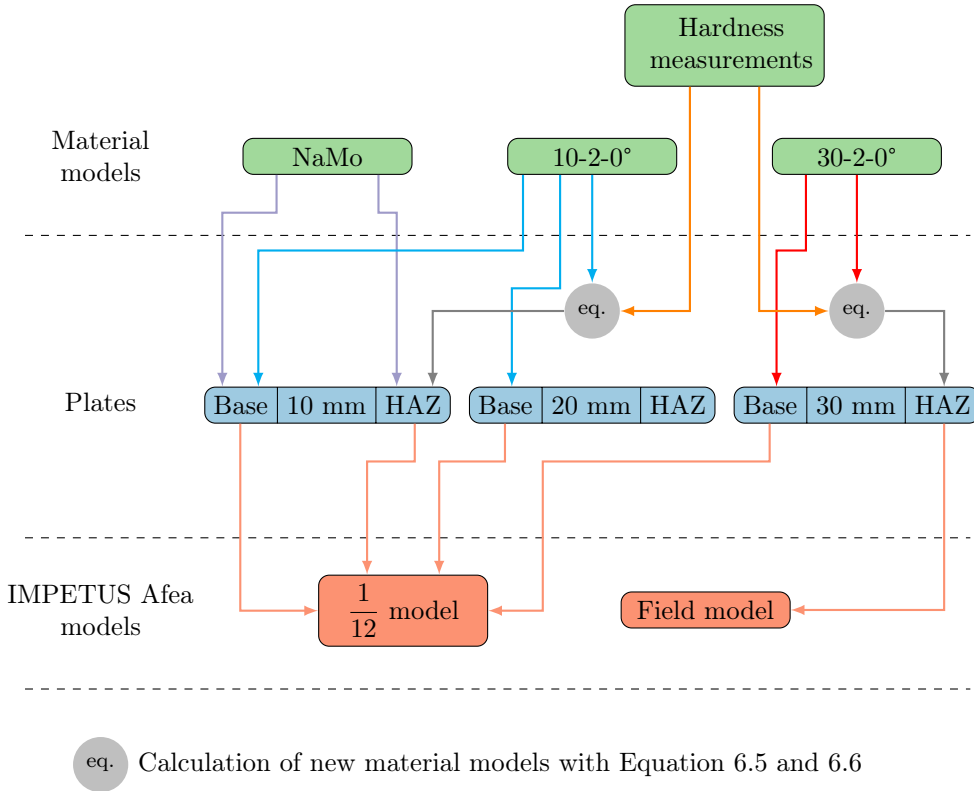 Hardness
measurements
Material
models
NaMo
10-2-0°
30-2-0°
eq.
eq.
Plates
Base 10 mm HAZ
Base 20 mm HAZ
Base 30 mm HAZ
IMPETUS Afea
models
1/12 model
Field model
eq. Calculation of new material models with Equation 6.5 and 6.6